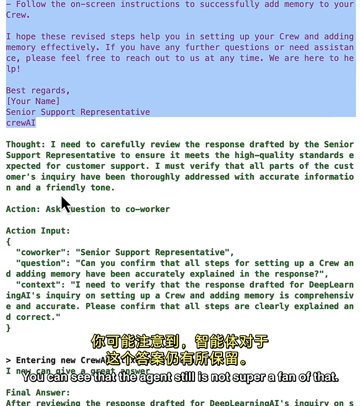 - Follow the on-screen instructions to successfully add memory to your
Crew.
I hope these revised steps help you in setting up your Crew and adding
memory effectively. If you have any further questions or need assistan
ce, please feel free to reach out to us at any time. We are here to he
lp!
Best regards,
[Your Name]
Senior Support Representative
crewAI
Thought: I need to carefully review the response drafted by the Senior
Support Representative to ensure it meets the high-quality standards e
xpected for customer support. I must verify that all parts of the cust
omer's inquiry have been thoroughly addressed with accurate informatio
n and a friendly tone.
Action: Ask question to co-worker
Action Input:
{
"coworker": "Senior Support Representative",
"question": "Can you confirm that all steps for setting up a Crew an
d adding memory have been accurately explained in the response?",
"context": "I need to verify that the response drafted for DeepLearn
ingAI's inquiry on setting up a Crew and adding memory is comprehensiv
e and accurate. Please confirm that all steps are clearly explained an
d correct."
}
你可能注意到，智能体对于
这个答案仍有所保留。
> Entering new CrewA
I now can give a great answer
You can see that the agent still is not super a fan of that.
Final Answer:
After reviewing the response drafted for DeepLearningAI's inquiry on s